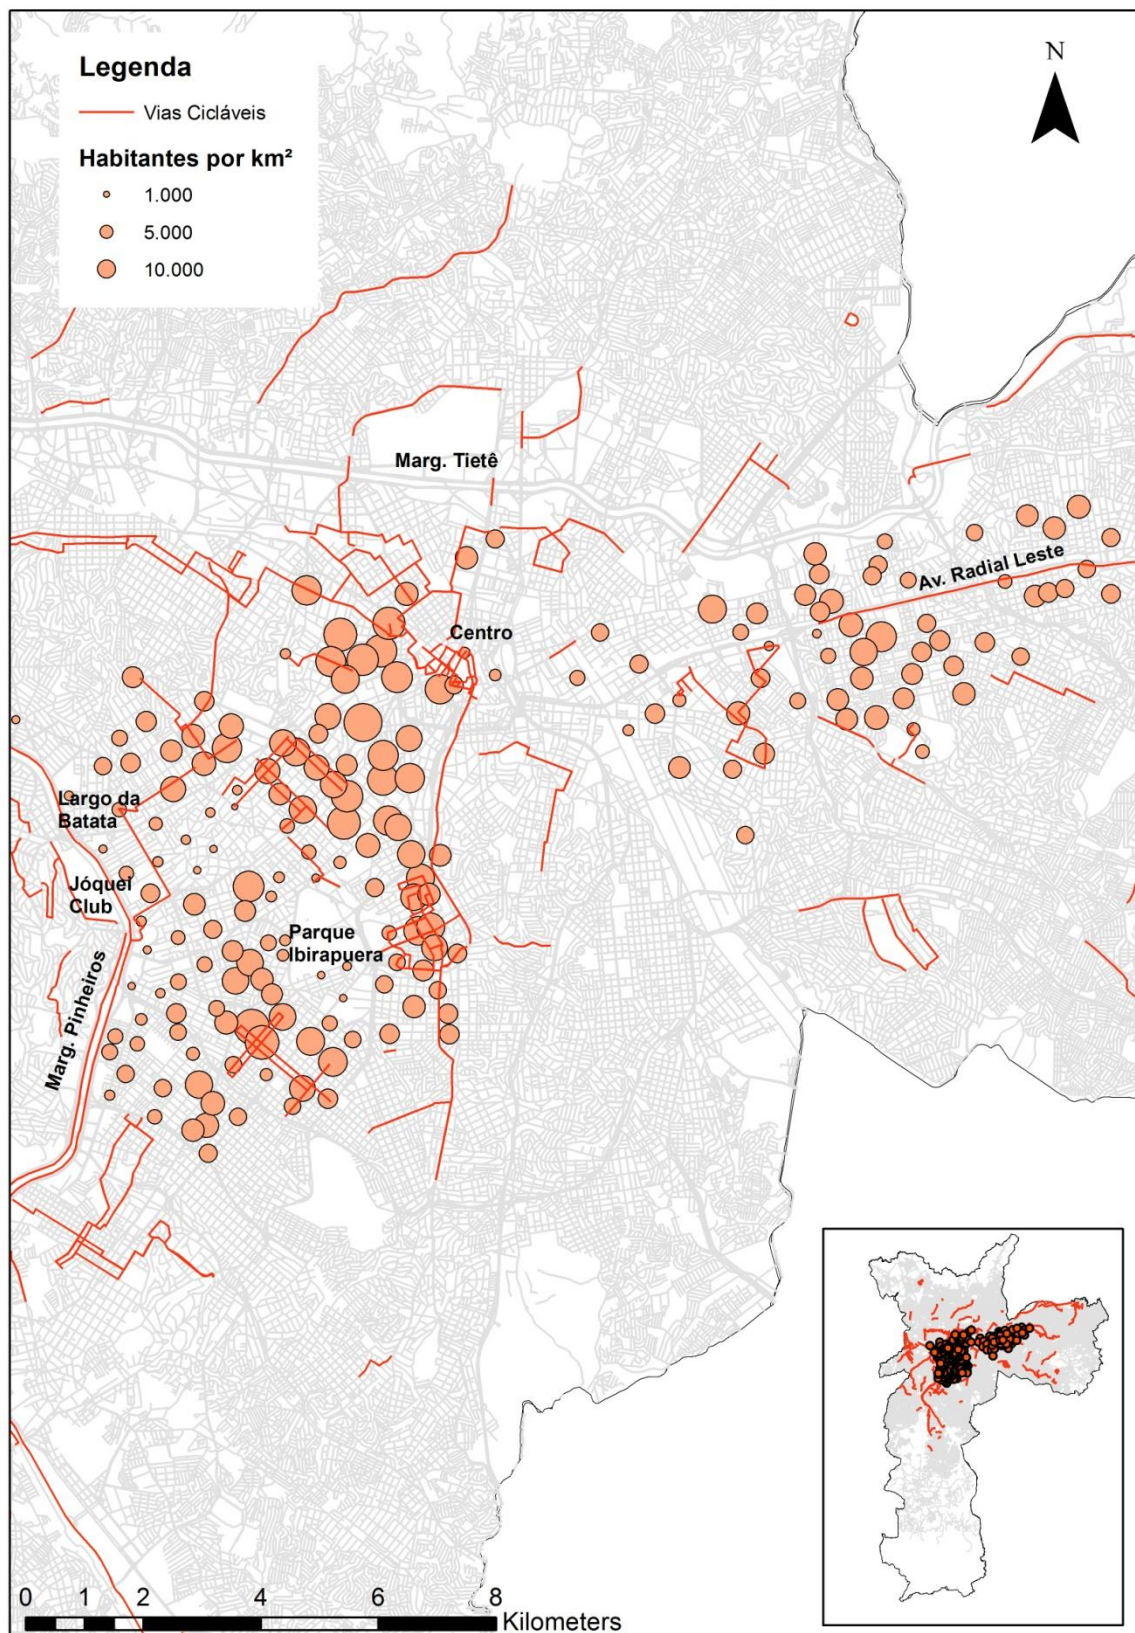 N
Legenda
Vias Cicláveis
Habitantes por km²
1.000
5.000
10.000
Marg. Tietê
Av. Radial Leste
Centro
Largo da
Batata
Jóquei
Club
Parque
Ibirapuera
Marg. Pinheiros
0 1 2 4 6 8
Kilometers